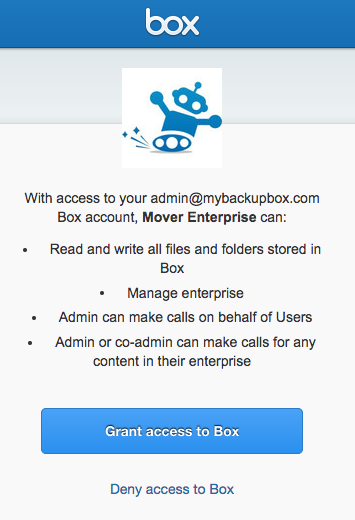 box
With access to your admin@mybackupbox.com
Box account, Mover Enterprise can:
• Read and write all files and folders stored in
Box
• Manage enterprise
• Admin can make calls on behalf of Users
• Admin or co-admin can make calls for any
content in their enterprise
Grant access to Box
Deny access to Box